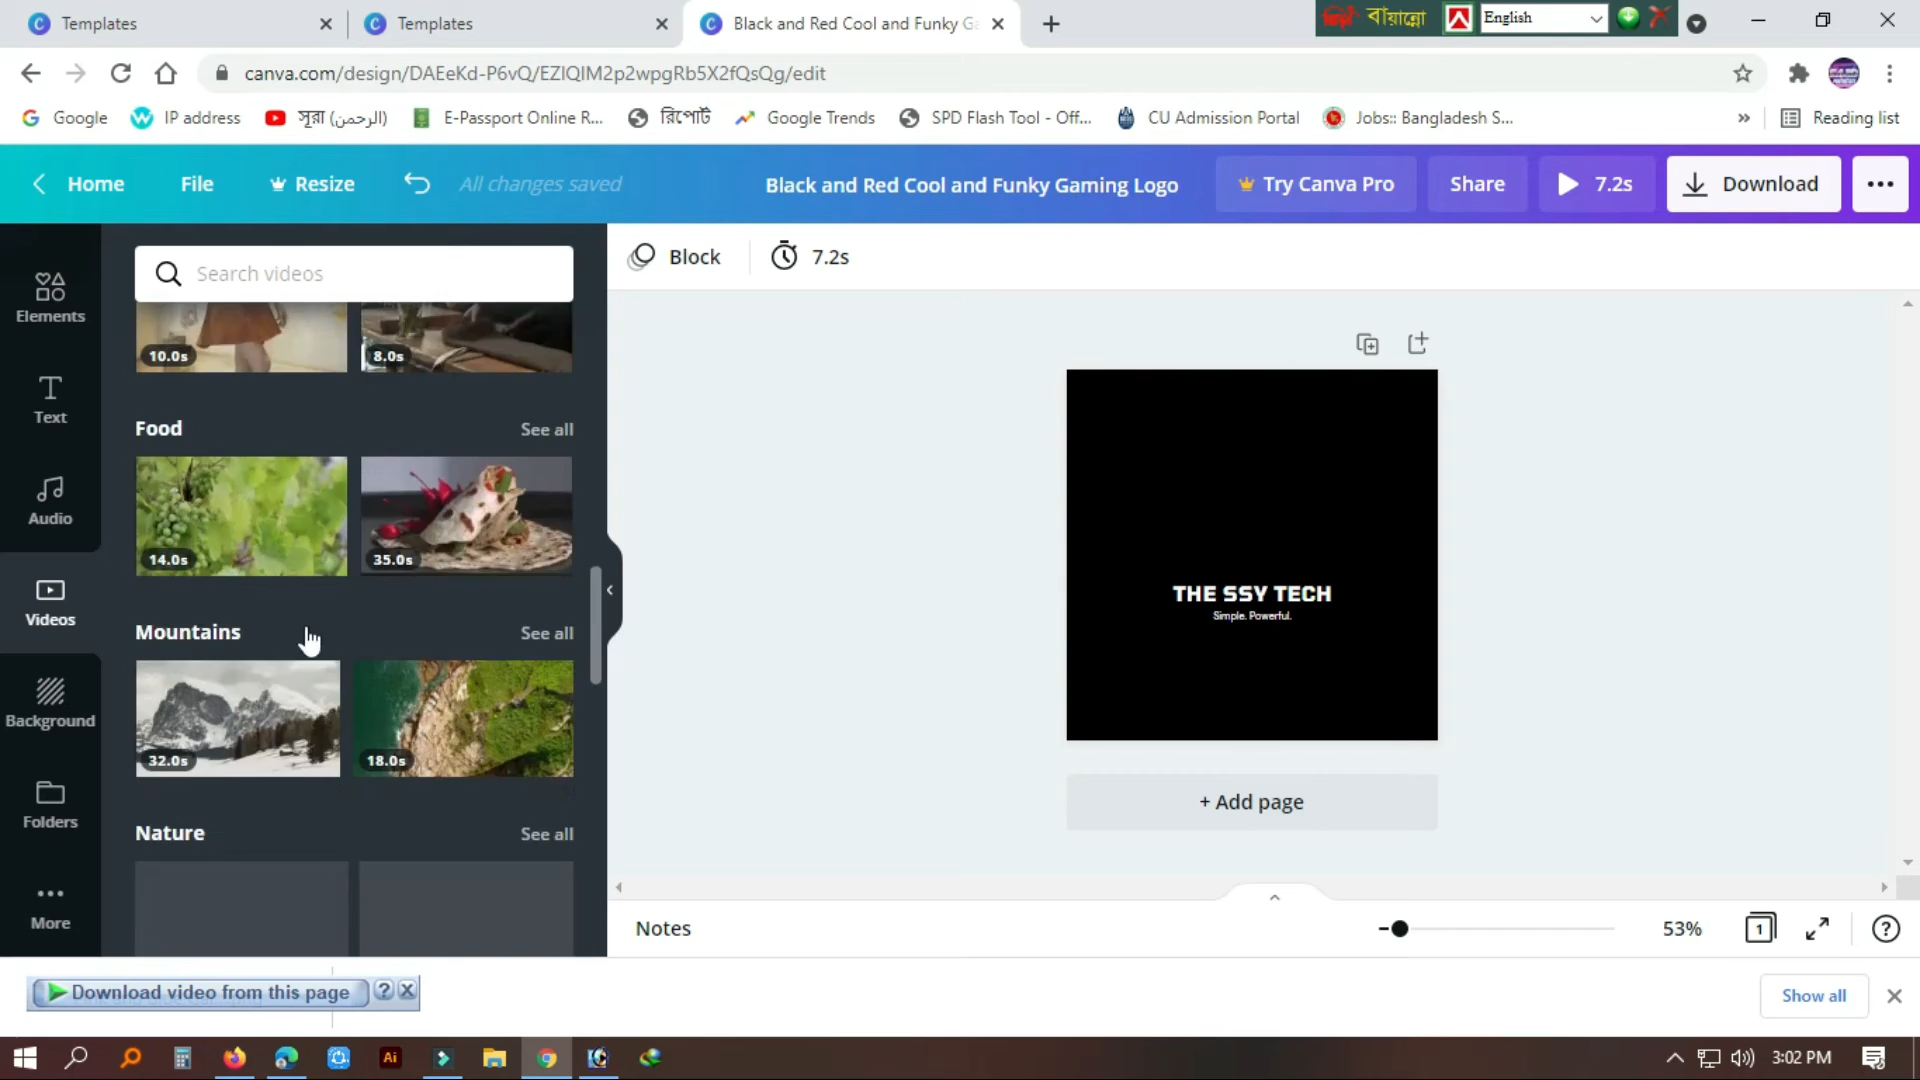 Templates
Templates
Black and Red Cool and Funky Ga
বায়ান্নো
English
canva.com/design/DAEeKd-P6vQ/EZIQIM2p2wpgRb5X2fQsQg/edit
Google
IP address
সূরা (الرحمن)
E-Passport Online R...
রিপোর্ট
Google Trends
SPD Flash Tool - Off...
CU Admission Portal
Jobs:: Bangladesh S...
»
Reading list
Home
File
Resize
All changes saved
Black and Red Cool and Funky Gaming Logo
Try Canva Pro
Share
7.2s
Download
Elements
Text
Audio
Videos
Background
Folders
More
Search videos
10.0s
8.0s
Food
See all
14.0s
35.0s
Mountains
See all
32.0s
18.0s
Nature
See all
Block
7.2s
THE SSY TECH
Simple. Powerful.
+ Add page
Notes
53%
1
?
Download video from this page
?
Show all
Ai
3:02 PM